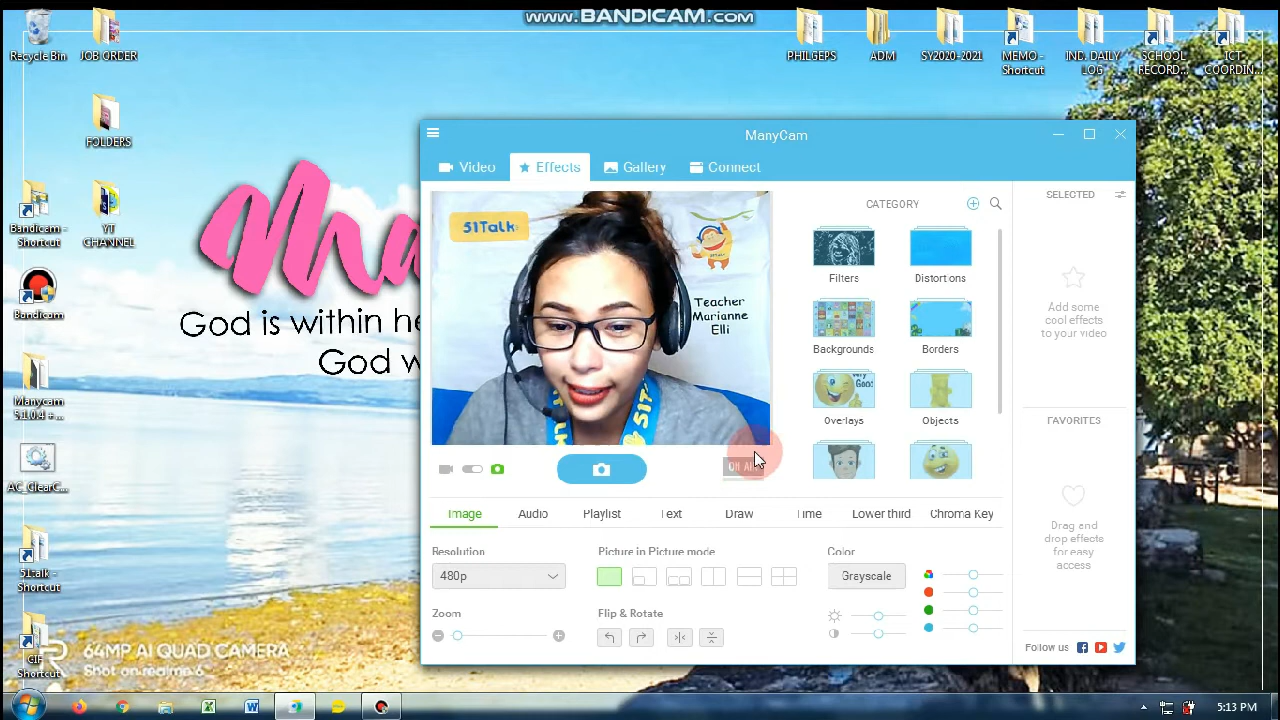 www.BANDICAM.com
Recycle Bin
JOB ORDER
PHILGEPS
ADM
SY2020-2021
MEMO -
Shortcut
IND. DAILY
LOG
SCHOOL
RECORD...
ICT
COORDIN...
FOLDERS
Bandicam -
Shortcut
YT
CHANNEL
Bandicam
Manycam
5.1.0.4 + ...
AC_ClearC...
51talk -
Shortcut
GIF -
Shortcut
God is within he
God w
64MP AI QUAD CAMERA
Shot on realme 6
ManyCam
Video
Effects
Gallery
Connect
51Talk
Teacher
Marianne
Elli
CATEGORY
Filters
Distortions
Backgrounds
Borders
Overlays
Objects
SELECTED
Add some
cool effects
to your video
FAVORITES
Drag and
drop effects
for easy
access
Image
Audio
Playlist
Text
Draw
Time
Lower third
Chroma Key
Resolution
480p
Picture in Picture mode
Color
Grayscale
Zoom
Flip & Rotate
Follow us
5:13 PM